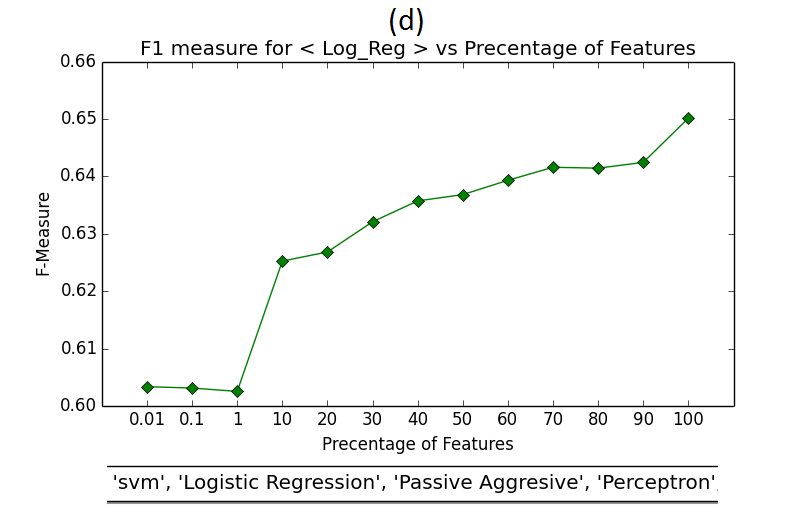 (d)
F1 measure for < Log_Reg > vs Precentage of Features
0.66
0.65
0.64
0.63
0.62
0.61
0.60
F-Measure
0.01 0.1 1 10 20 30 40 50 60 70 80 90 100
Precentage of Features
'svm', 'Logistic Regression', 'Passive Aggresive', 'Perceptron',